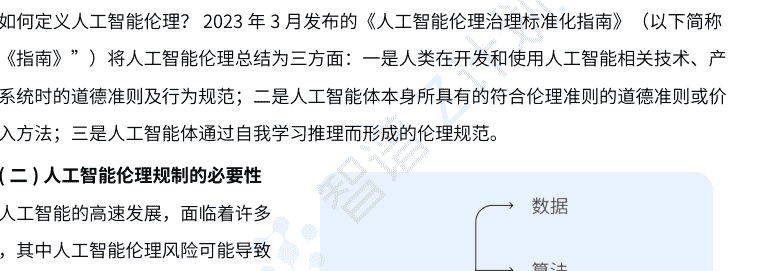 如何定义人工智能伦理？ 2023 年 3 月发布的《人工智能伦理治理标准化指南》（以下简称
《指南》”）将人工智能伦理总结为三方面：一是人类在开发和使用人工智能相关技术、产
系统时的道德准则及行为规范；二是人工智能体本身所具有的符合伦理准则的道德准则或价
入方法；三是人工智能体通过自我学习推理而形成的伦理规范。
( 二 ) 人工智能伦理规制的必要性
人工智能的高速发展，面临着许多
，其中人工智能伦理风险可能导致
数据
算法
智谱 Z计划